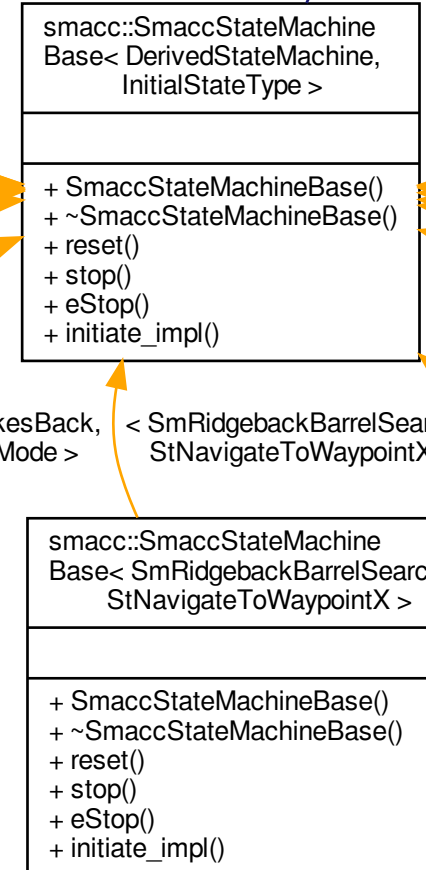 smacc::SmaccStateMachine
Base< DerivedStateMachine,
InitialStateType >
+ SmaccStateMachineBase()
+ ~SmaccStateMachineBase()
+ reset()
+ stop()
+ eStop()
+ initiate_impl()
kesBack, < SmRidgebackBarrelSear
Mode > StNavigateToWaypointX
smacc::SmaccStateMachine
Base< SmRidgebackBarrelSearc
StNavigateToWaypointX >
+ SmaccStateMachineBase()
+ ~SmaccStateMachineBase()
+ reset()
+ stop()
+ eStop()
+ initiate_impl()